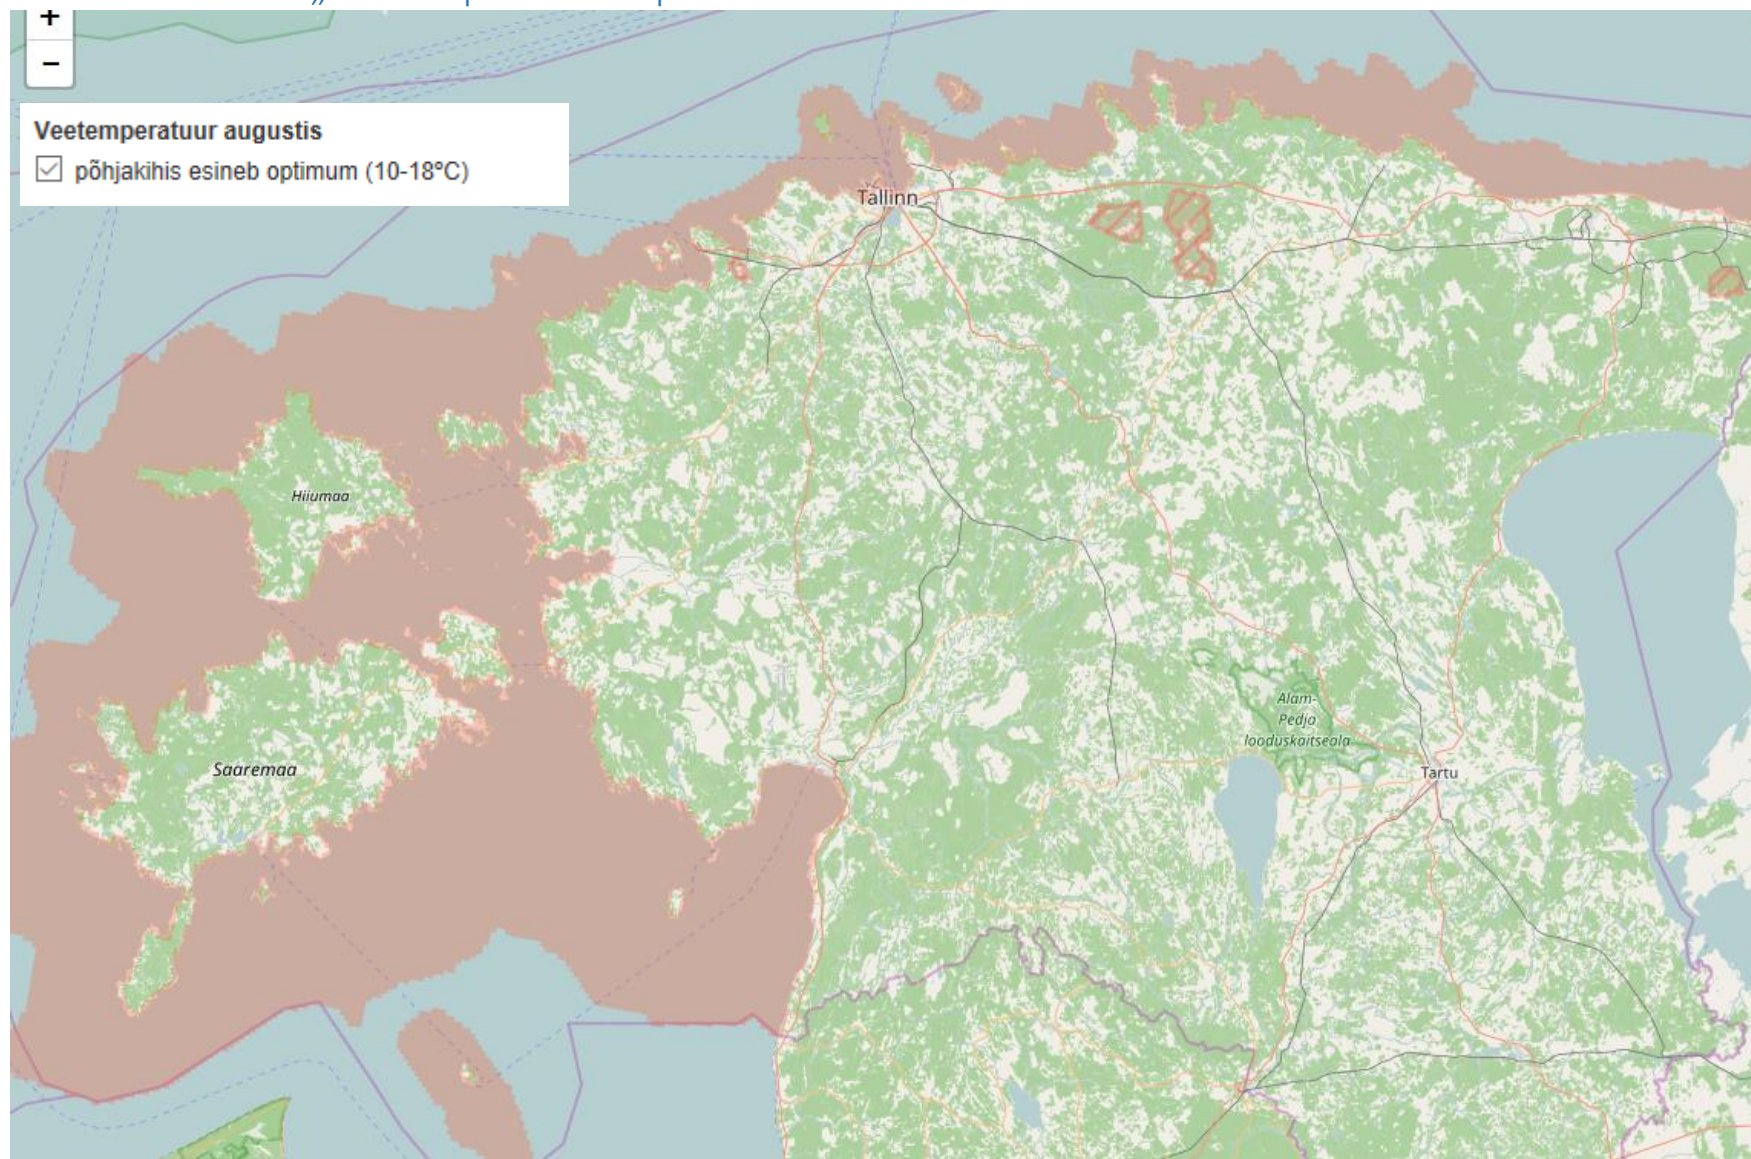 +
−
Veetemperatuur augustis
põhjakihis esineb optimum (10-18°C)
Tallinn
Hiiumaa
Alam-
Pedja
looduskaitseala
Saaremaa
Tartu